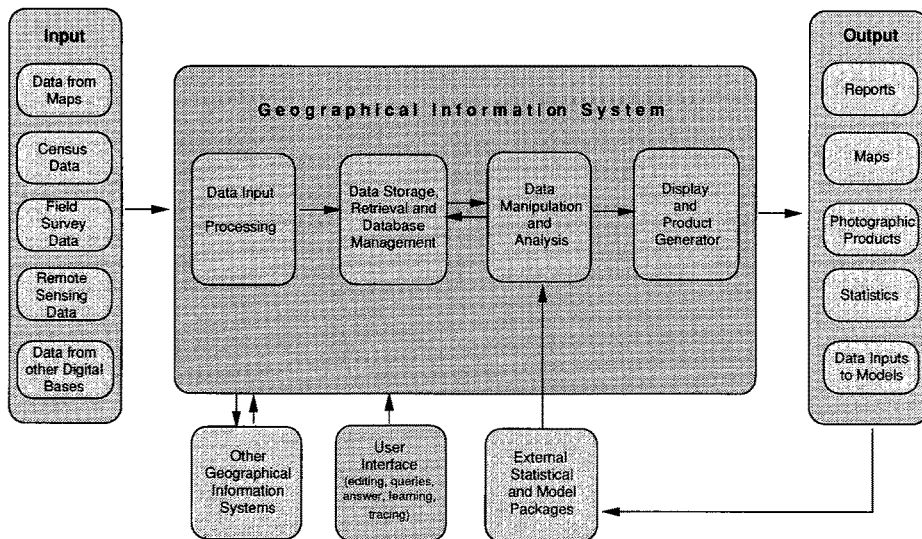 Input
Data from
Maps
Census
Data
Field
Survey
Data
Remote
Sensing
Data
Data from
other Digital
Bases
Geographical Information System
Data Input
Processing
Data Storage,
Retrieval and
Database
Management
Data
Manipulation
and
Analysis
Display
and
Product
Generator
Other
Geographical
Information
Systems
User
Interface
(editing, queries,
answer, learning,
tracing)
External
Statistical
and Model
Packages
Output
Reports
Maps
Photographic
Products
Statistics
Data Inputs
to Models